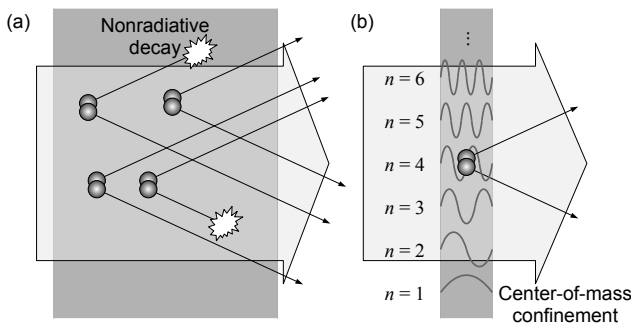 (a)
Nonradiative
decay
(b)
⋮
n = 6
n = 5
n = 4
n = 3
n = 2
n = 1
Center-of-mass
confinement